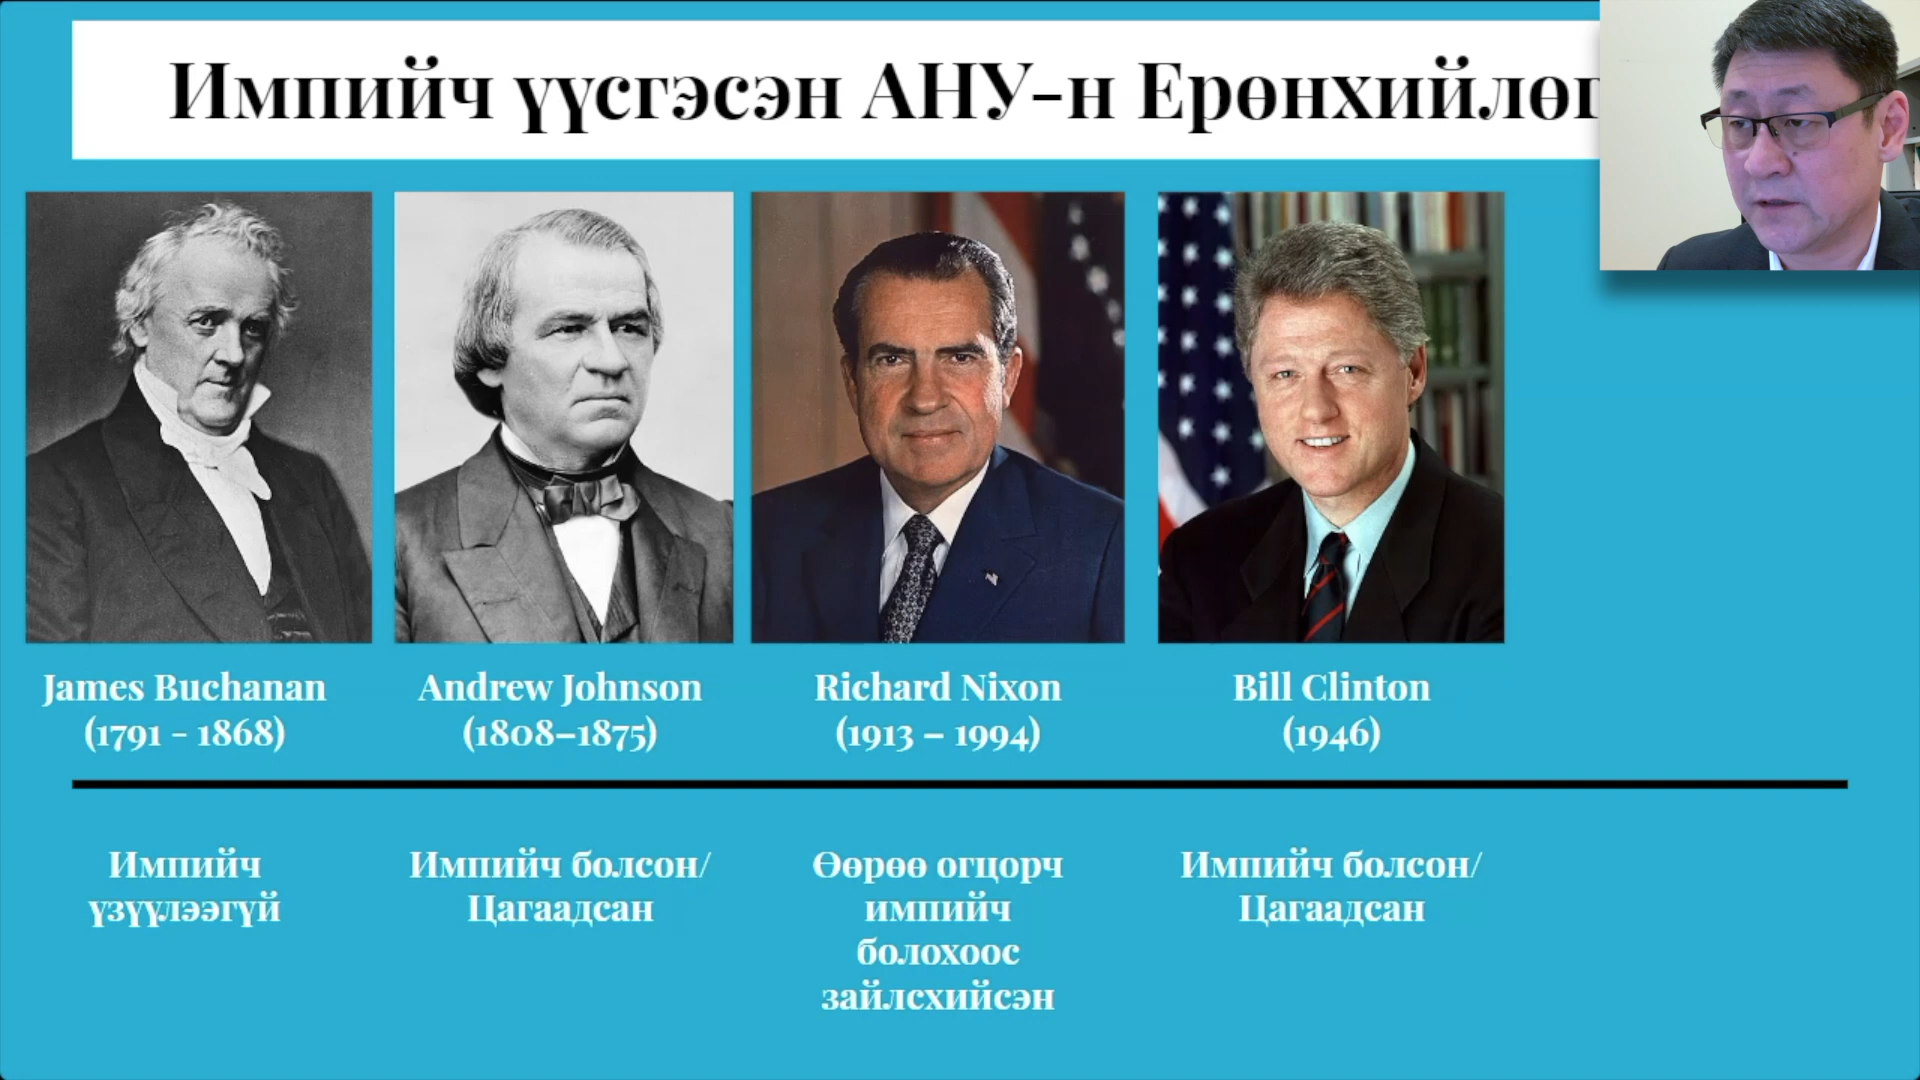 Импийч үүсгэсэн АНУ-н
James Buchanan
(1791 - 1868)
Andrew Johnson
(1808–1875)
Richard Nixon
(1913 – 1994)
Bill Clinton
(1946)
Импийч
үзүүлээгүй
Импийч болсон/
Цагаадсан
Өөрөө огцорч
импийч
болохоос
зайлсхийсэн
Импийч болсон/
Цагаадсан